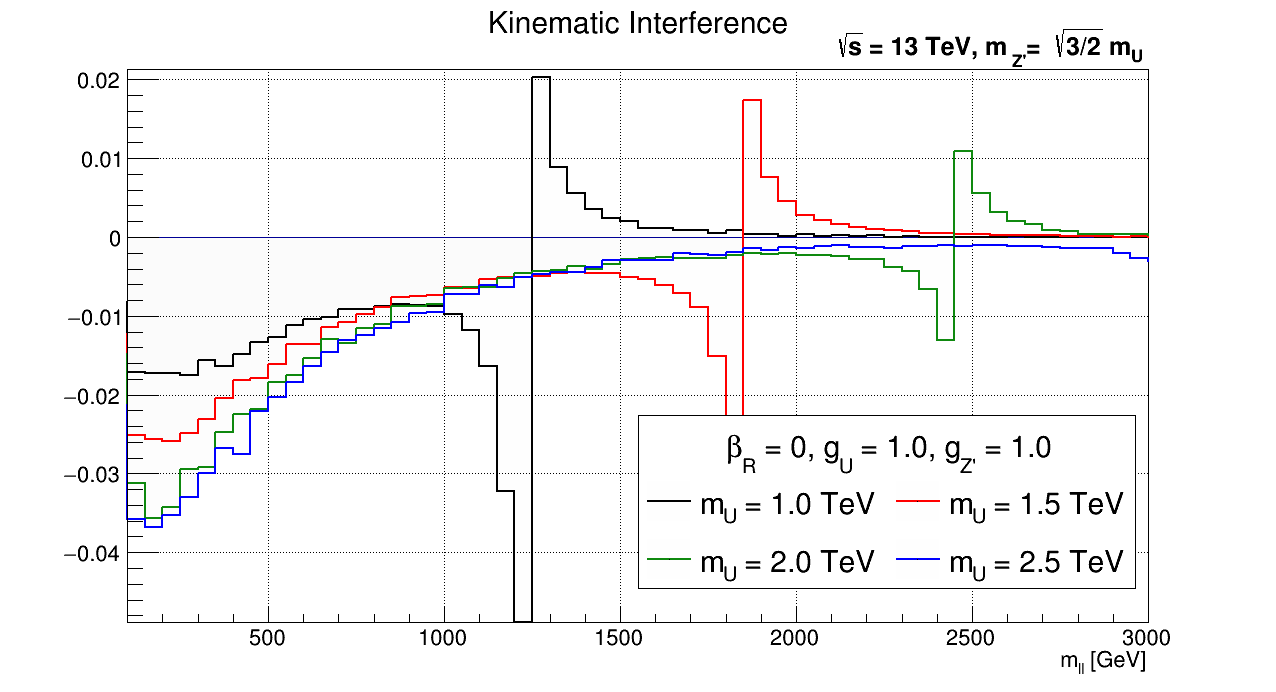 Kinematic Interference
√s = 13 TeV, m_Z'= √3/2 m_U
0.02
0.01
0
−0.01
−0.02
−0.03
−0.04
β_R = 0, g_U = 1.0, g_Z' = 1.0
m_U = 1.0 TeV m_U = 1.5 TeV
m_U = 2.0 TeV m_U = 2.5 TeV
500 1000 1500 2000 2500 3000
m_ll [GeV]